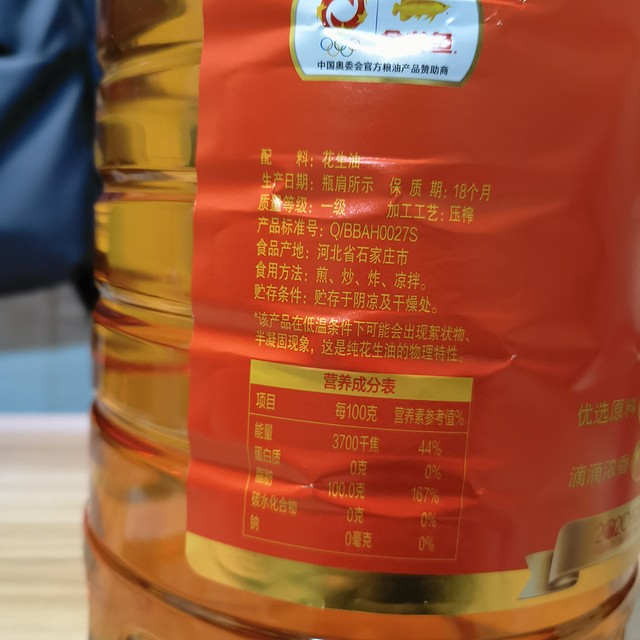 中国奥委会官方粮油产品赞助商
配 料：花生油
生产日期：瓶肩所示 保 质 期：18个月
质量等级：一级 加工工艺：压榨
产品标准号：Q/BBAH0027S
食品产地：河北省石家庄市
食用方法：煎、炒、炸、凉拌。
贮存条件：贮存于阴凉及干燥处。
*该产品在低温条件下可能会出现絮状物、
半凝固现象，这是纯花生油的物理特性。
营养成分表
项目 每100克 营养素参考值%
能量 3700千焦 44%
蛋白质 0克 0%
脂肪 100.0克 167%
碳水化合物 0克 0%
钠 0毫克 0%
优选原料
滴滴浓香